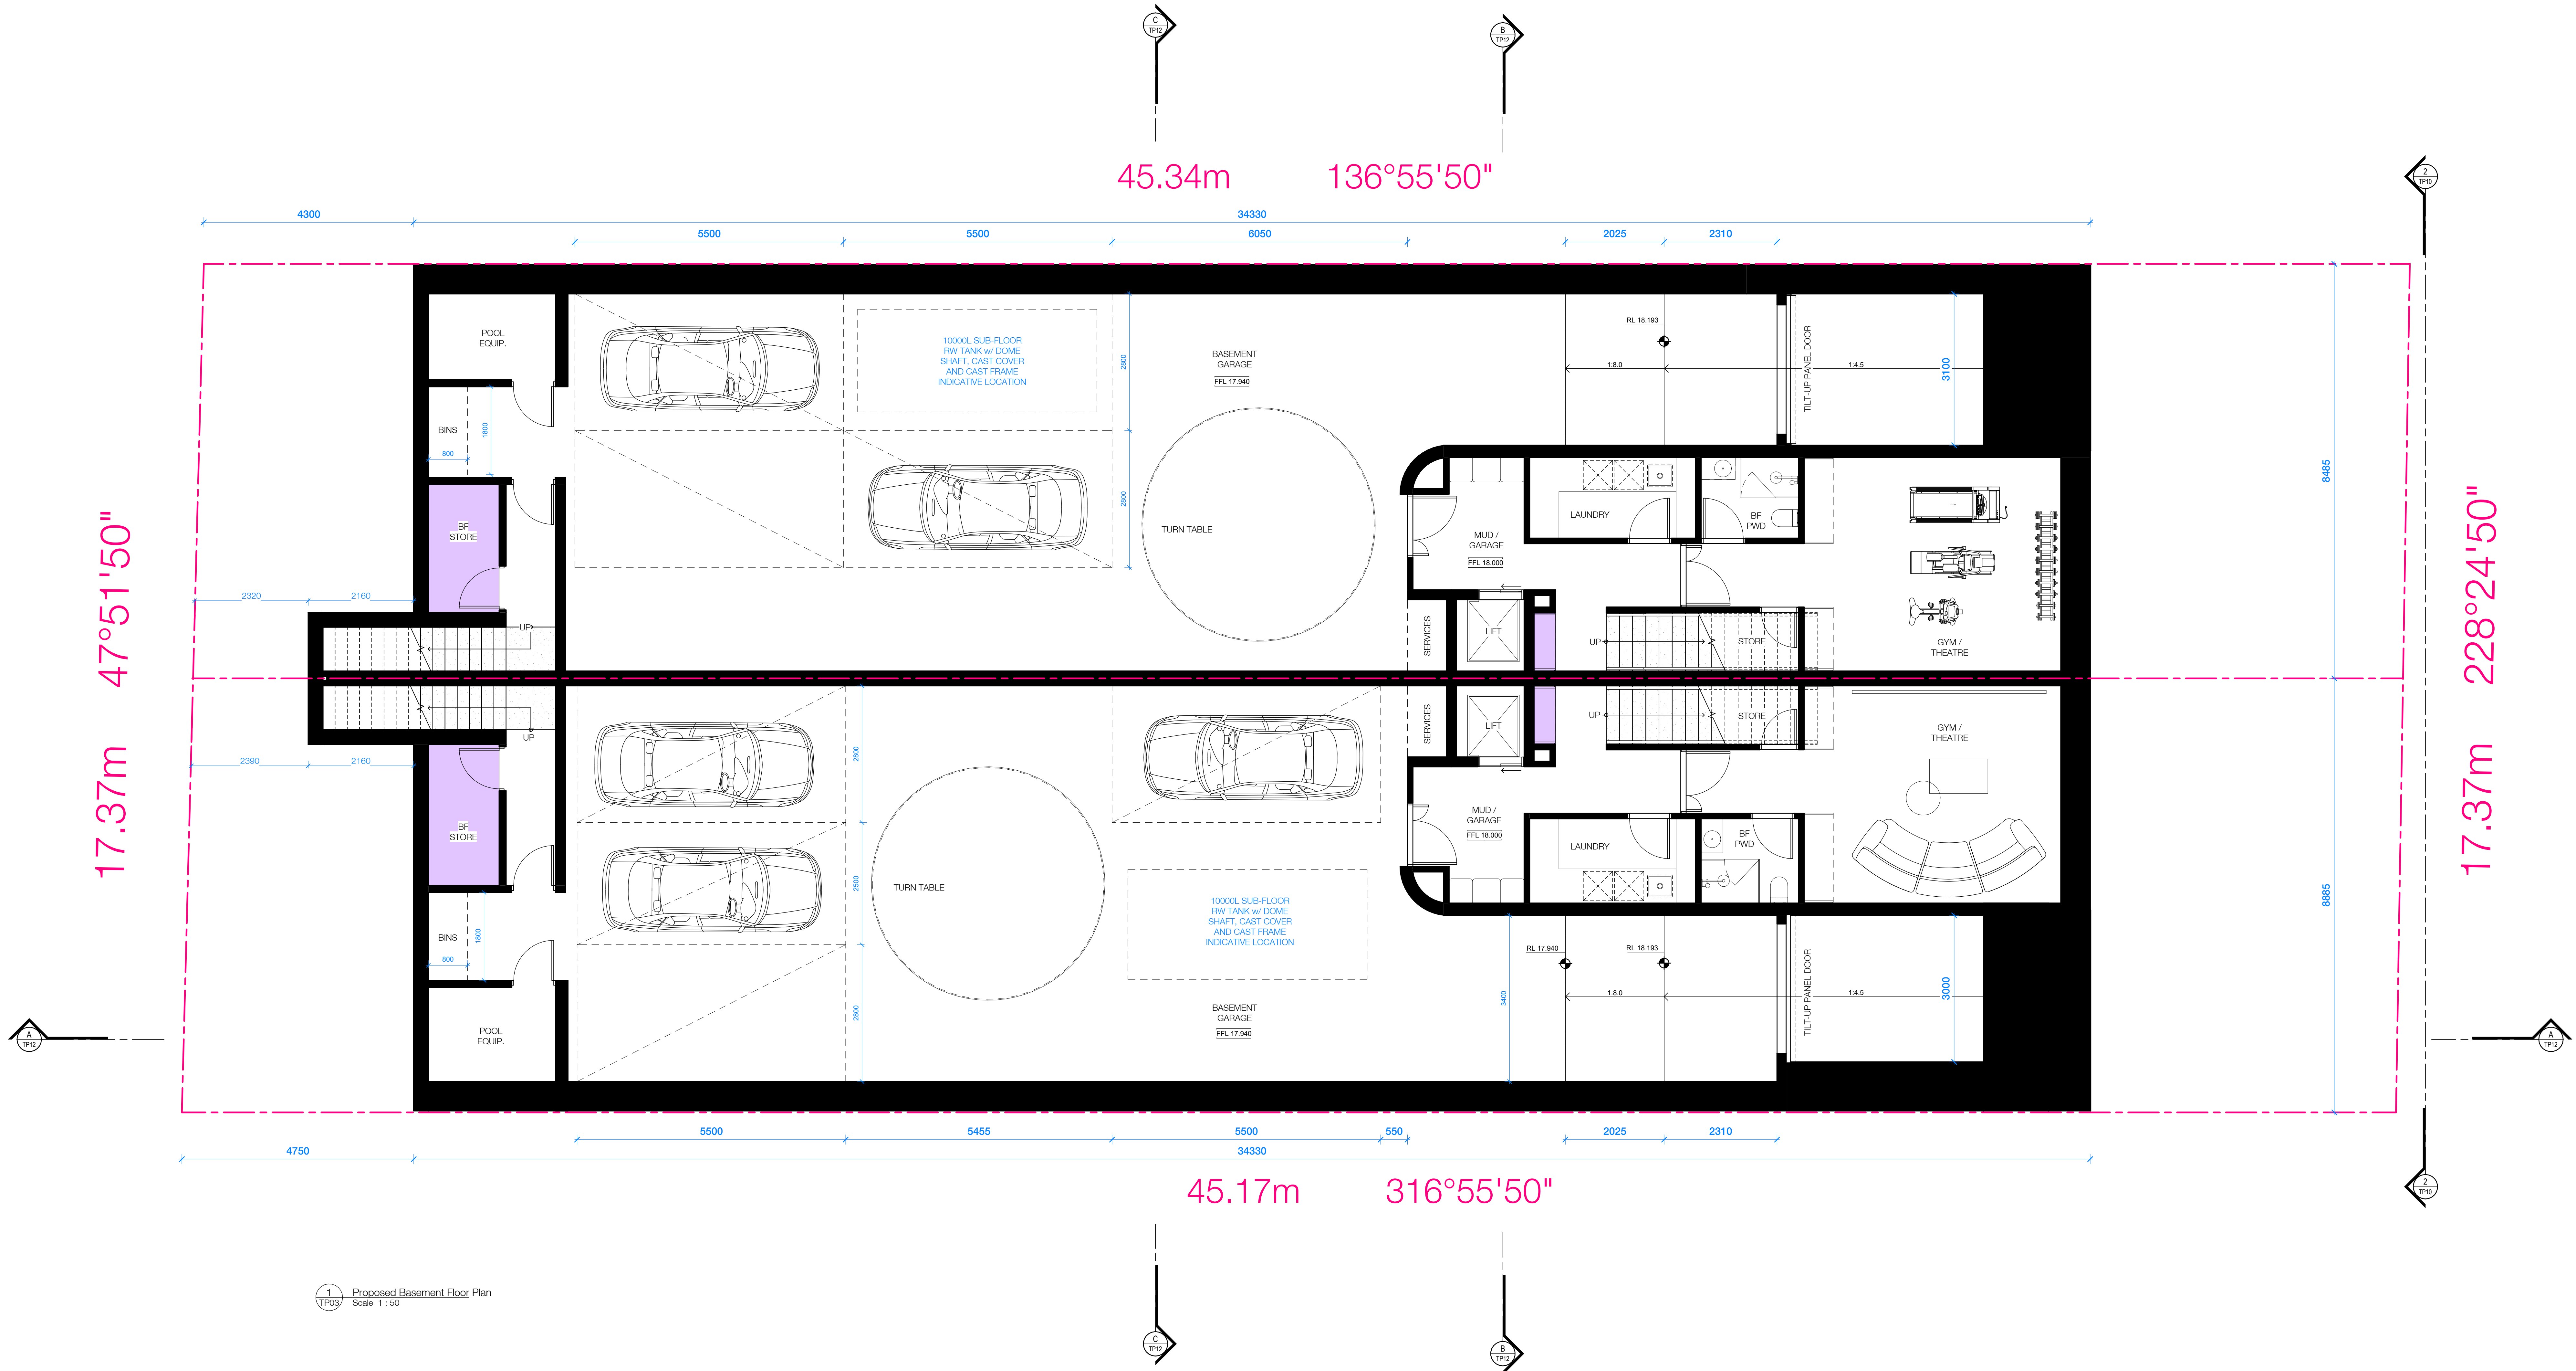 C
TP12
B
TP12
45.34m 136°55'50"
2
TP10
4300
34330
5500
5500
6050
2025
2310
POOL
EQUIP.
10000L SUB-FLOOR
RW TANK w/ DOME
SHAFT, CAST COVER
AND CAST FRAME
INDICATIVE LOCATION
2800
BASEMENT
GARAGE
FFL 17.940
RL 18.193
1:8.0
TILT-UP PANEL DOOR
1:4.5
3100
BINS
1800
800
8485
2800
BF
STORE
TURN TABLE
MUD /
GARAGE
FFL 18.000
LAUNDRY
BF
PWD
17.37m 47°51'50"
17.37m 228°24'50"
2320
2160
UP
SERVICES
LIFT
UP
STORE
GYM /
THEATRE
UP
SERVICES
LIFT
UP
STORE
GYM /
THEATRE
2390
2160
2800
MUD /
GARAGE
FFL 18.000
BF
STORE
LAUNDRY
BF
PWD
TURN TABLE
2500
8885
10000L SUB-FLOOR
RW TANK w/ DOME
SHAFT, CAST COVER
AND CAST FRAME
INDICATIVE LOCATION
BINS
1800
800
RL 17.940
RL 18.193
TILT-UP PANEL DOOR
3000
3400
1:8.0
1:4.5
2800
BASEMENT
GARAGE
FFL 17.940
POOL
EQUIP.
A
TP12
A
TP12
5500
5455
5500
550
2025
2310
4750
34330
45.17m 316°55'50"
2
TP10
1
TP03
Proposed Basement Floor Plan
Scale 1 : 50
C
TP12
B
TP12